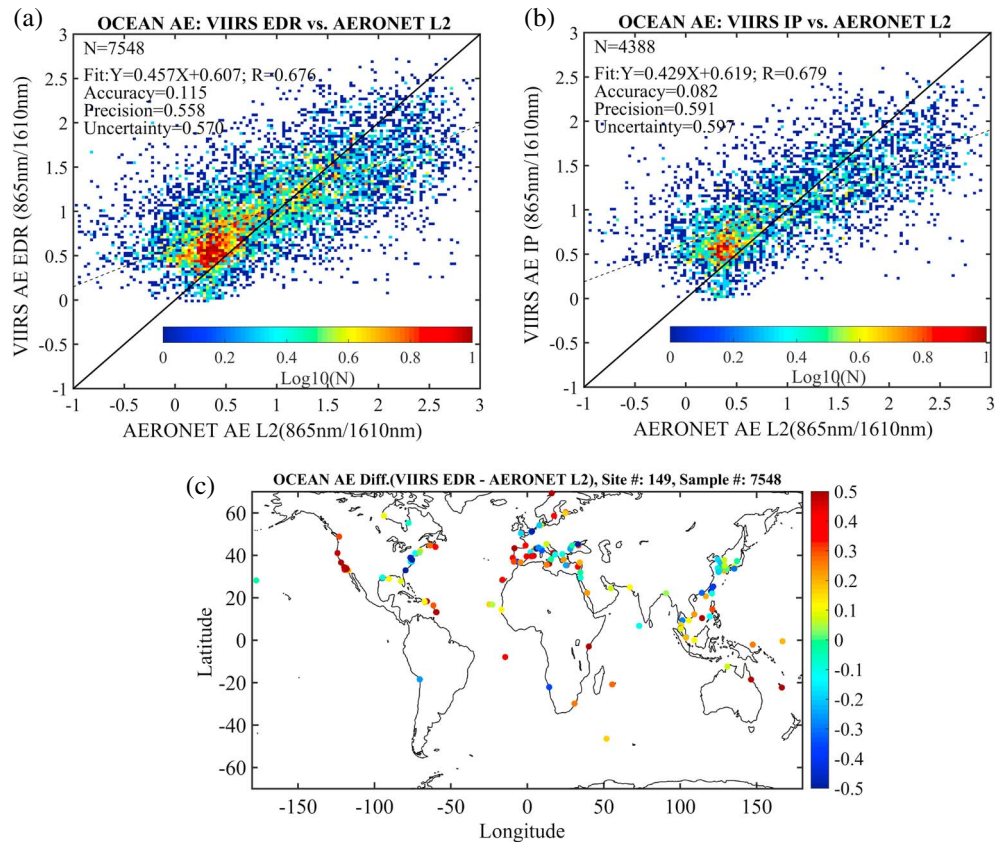 (a)
OCEAN AE: VIIRS EDR vs. AERONET L2
N=7548
Fit:Y=0.457X+0.607; R=0.676
Accuracy=0.115
Precision=0.558
Uncertainty=0.570
VIIRS AE EDR (865nm/1610nm)
3
2.5
2
1.5
1
0.5
0
-0.5
-1
0 0.2 0.4 0.6 0.8 1
Log10(N)
-1 -0.5 0 0.5 1 1.5 2 2.5 3
AERONET AE L2(865nm/1610nm)
(b)
OCEAN AE: VIIRS IP vs. AERONET L2
N=4388
Fit:Y=0.429X+0.619; R=0.679
Accuracy=0.082
Precision=0.591
Uncertainty=0.597
VIIRS AE IP (865nm/1610nm)
3
2.5
2
1.5
1
0.5
0
-0.5
-1
0 0.2 0.4 0.6 0.8 1
Log10(N)
-1 -0.5 0 0.5 1 1.5 2 2.5 3
AERONET AE L2(865nm/1610nm)
(c)
OCEAN AE Diff.(VIIRS EDR - AERONET L2), Site #: 149, Sample #: 7548
Latitude
60
40
20
0
-20
-40
-60
-150 -100 -50 0 50 100 150
Longitude
0.5
0.4
0.3
0.2
0.1
0
-0.1
-0.2
-0.3
-0.4
-0.5